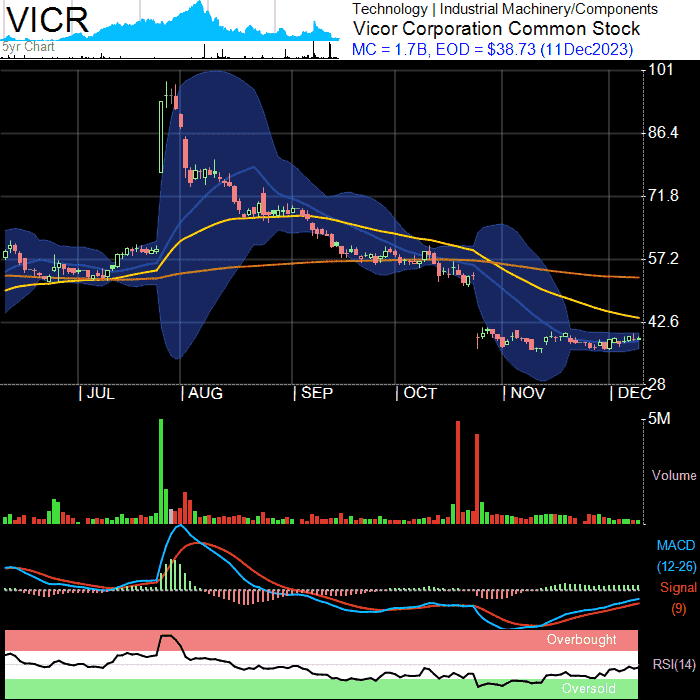 VICR
5yr Chart
Technology | Industrial Machinery/Components
Vicor Corporation Common Stock
MC = 1.7B, EOD = $38.73 (11Dec2023)
101
86.4
71.8
57.2
42.6
28
| JUL | AUG | SEP | OCT | NOV | DEC
5M
Volume
MACD
(12-26)
Signal
(9)
Overbought
RSI(14)
Oversold